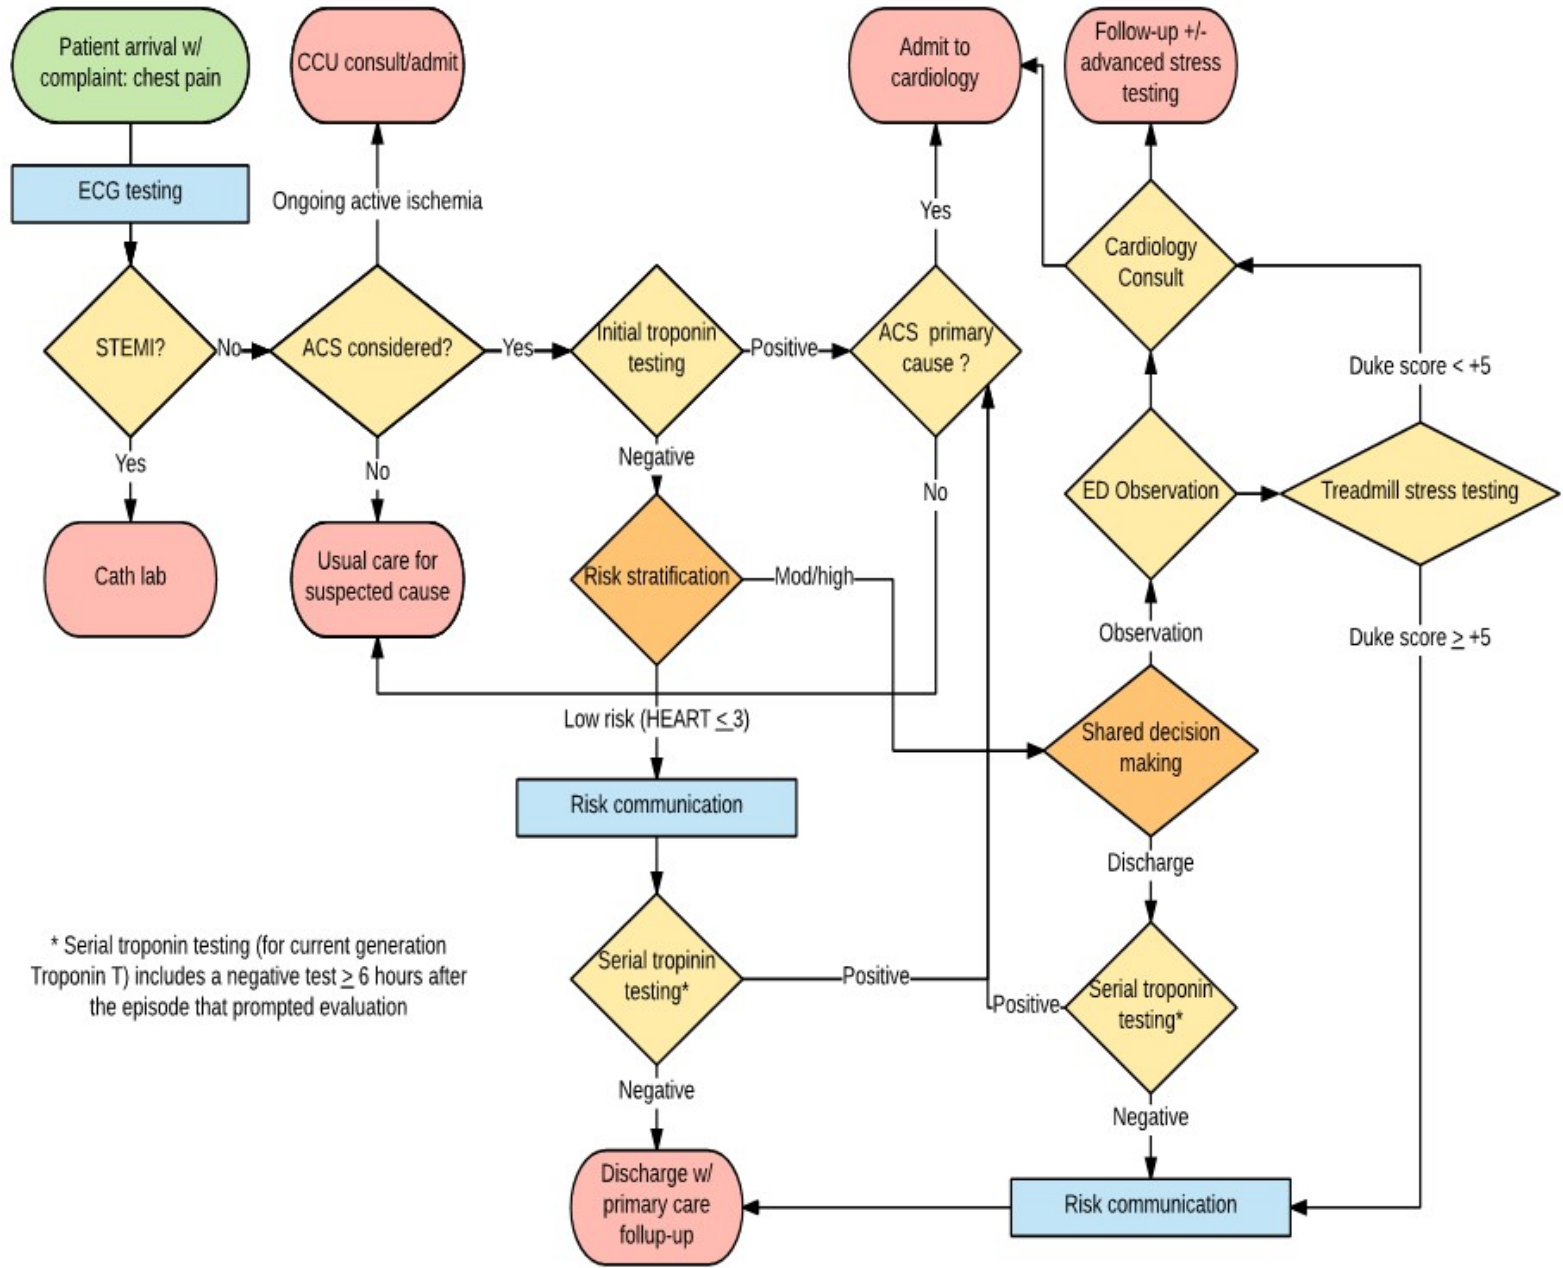 Patient arrival w/
complaint: chest pain
CCU consult/admit
Admit to
cardiology
Follow-up +/-
advanced stress
testing
ECG testing
Ongoing active ischemia
Yes
Cardiology
Consult
STEMI?
No
ACS considered?
Yes
Initial troponin
testing
Positive
ACS primary
cause ?
Duke score < +5
Yes
No
Negative
No
ED Observation
Treadmill stress testing
Cath lab
Usual care for
suspected cause
Risk stratification
Mod/high
Observation
Duke score ≥ +5
Low risk (HEART ≤ 3)
Shared decision
making
Risk communication
Discharge
* Serial troponin testing (for current generation
Troponin T) includes a negative test ≥ 6 hours after
the episode that prompted evaluation
Serial tropinin
testing*
Positive
Positive
Serial troponin
testing*
Negative
Negative
Discharge w/
primary care
follup-up
Risk communication